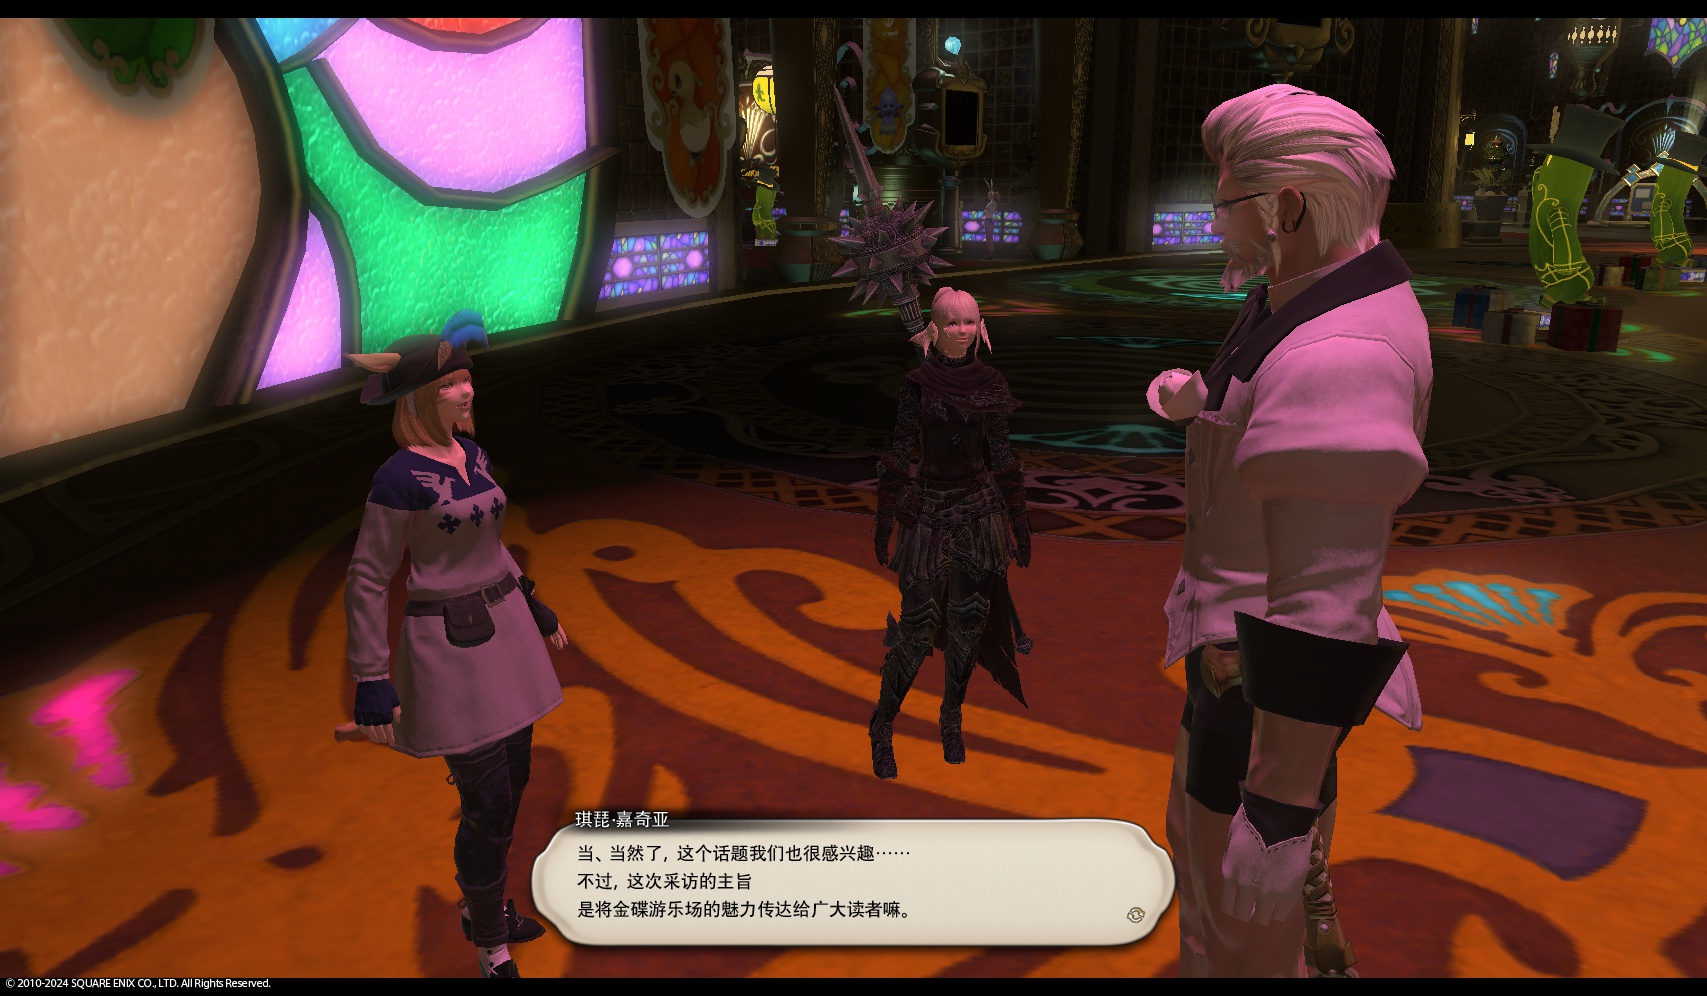 琪琵·嘉奇亚
当、当然了，这个话题我们也很感兴趣……
不过，这次采访的主旨
是将金碟游乐场的魅力传达给广大读者嘛。
© 2010-2024 SQUARE ENIX CO., LTD. All Rights Reserved.